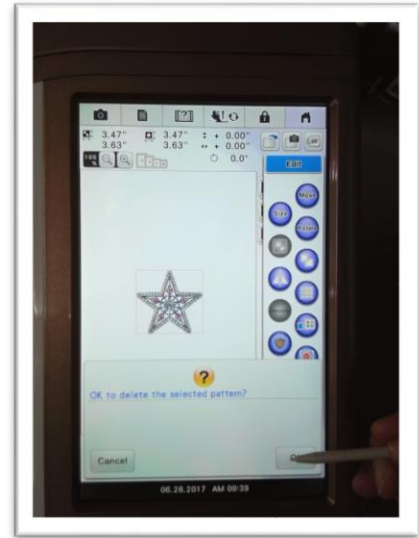 3.47" 3.47" + 0.00"
3.63" 3.63" + 0.00"
100 % 0.0°
Edit
Move
Size
Rotate
OK to delete the selected pattern?
Cancel
06.28.2017 AM 09:39